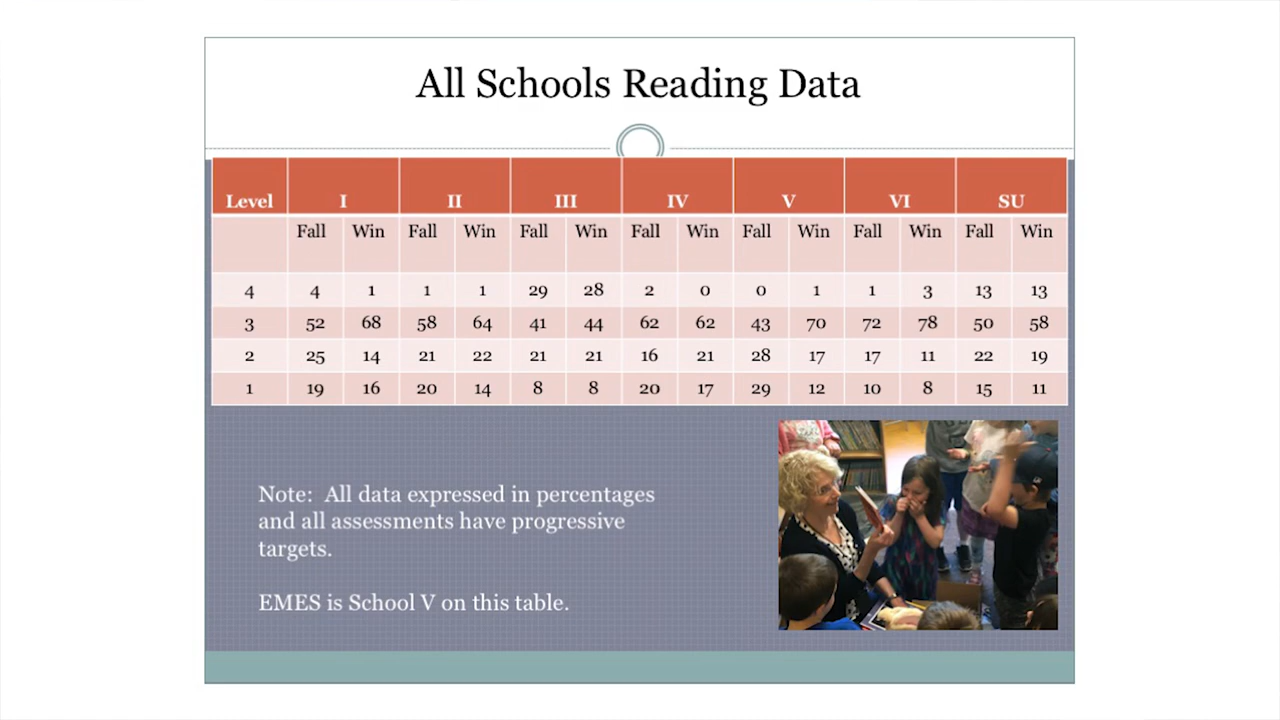 All Schools Reading Data
Level I II III IV V VI SU
Fall Win Fall Win Fall Win Fall Win Fall Win Fall Win Fall Win
4 4 1 1 1 29 28 2 0 0 1 1 3 13 13
3 52 68 58 64 41 44 62 62 43 70 72 78 50 58
2 25 14 21 22 21 21 16 21 28 17 17 11 22 19
1 19 16 20 14 8 8 20 17 29 12 10 8 15 11
Note: All data expressed in percentages
and all assessments have progressive
targets.
EMES is School V on this table.